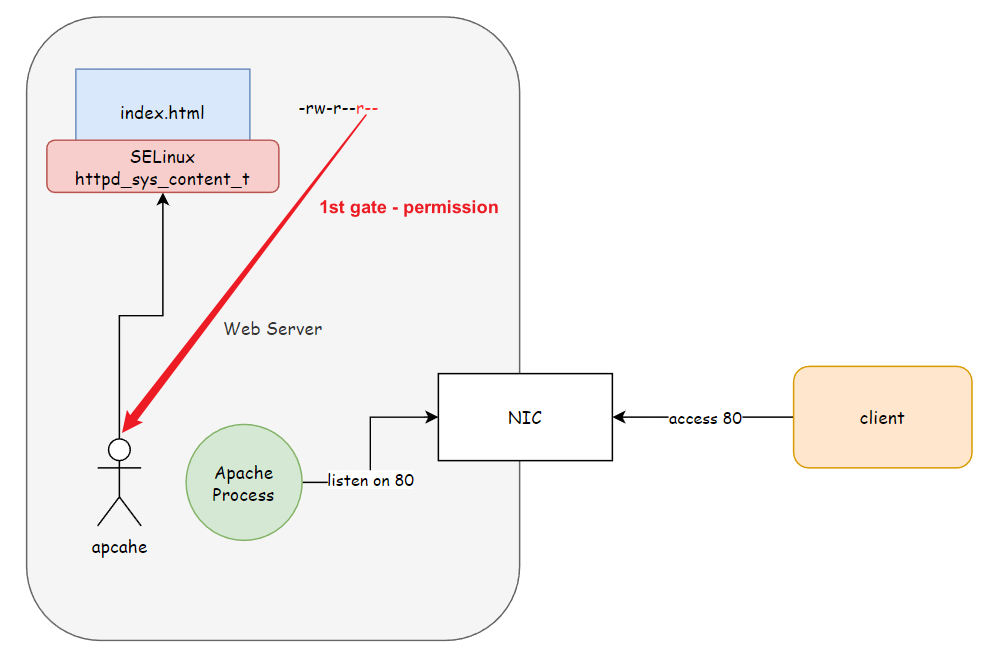 index.html
-rw-r--r--
SELinux
httpd_sys_content_t
1st gate - permission
Web Server
NIC
access 80
client
Apache
Process
listen on 80
apcahe